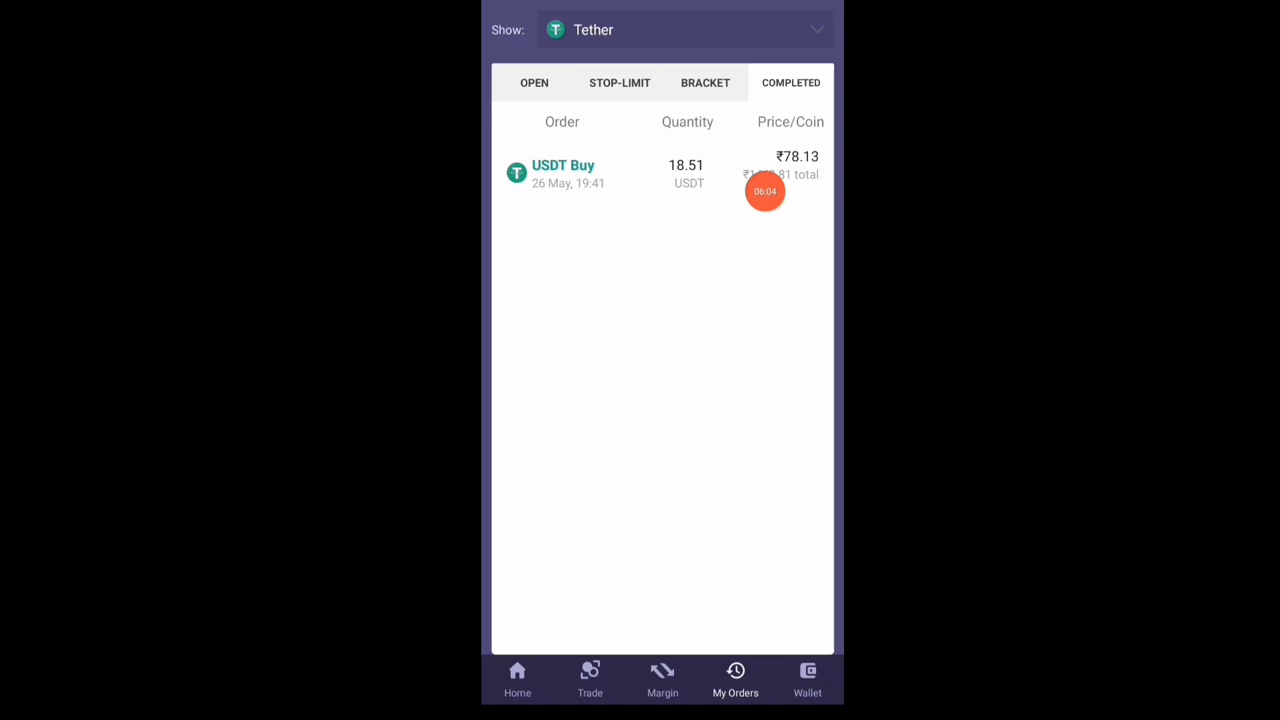 Show: Tether
OPEN STOP-LIMIT BRACKET COMPLETED
Order Quantity Price/Coin
USDT Buy 18.51 ₹78.13
26 May, 19:41 USDT total
06:04
Home Trade Margin My Orders Wallet